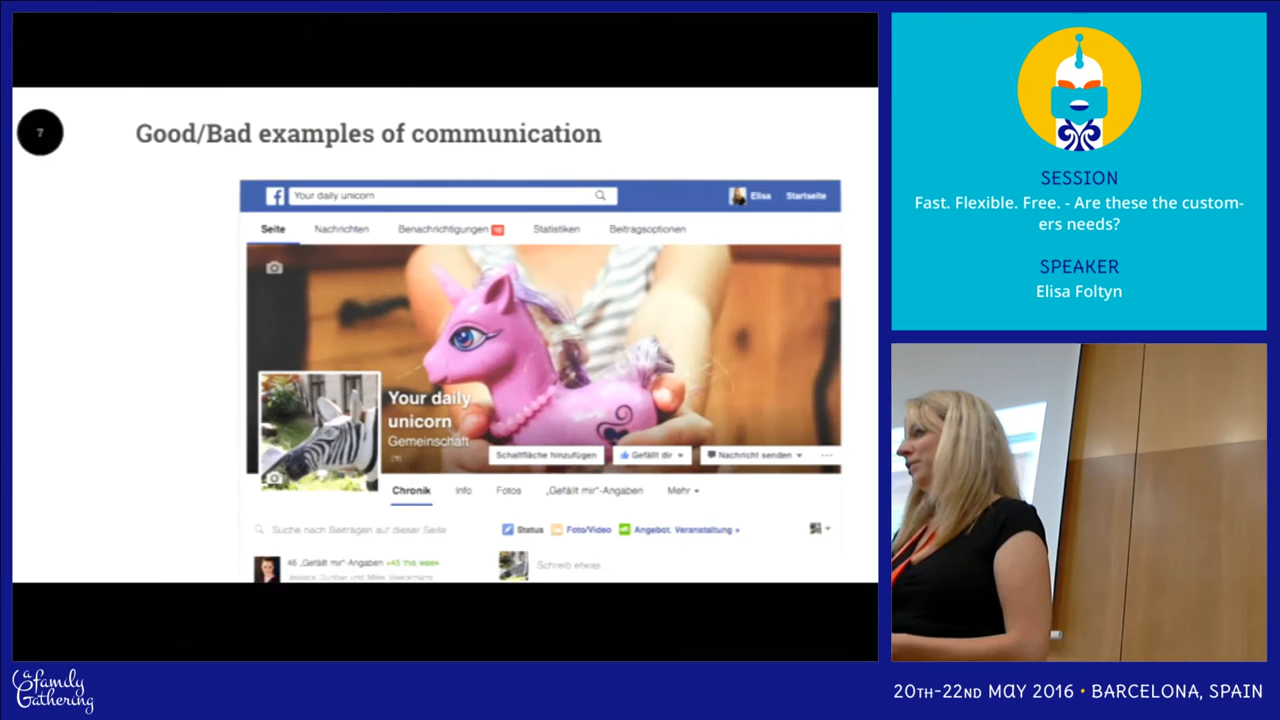 7
Good/Bad examples of communication
Your daily unicorn
Elisa
Startseite
Seite
Nachrichten
Benachrichtigungen 10
Statistiken
Beitragsoptionen
Your daily
unicorn
Gemeinschaft
Schaltfläche hinzufügen
Gefällt dir
Nachricht senden
Chronik
Info
Fotos
„Gefällt mir“-Angaben
Mehr
Suche nach Beiträgen auf dieser Seite
Status
Foto/Video
Angebot, Veranstaltung +
46 „Gefällt mir“-Angaben +45 this week
Schreib etwas...
SESSION
Fast. Flexible. Free. - Are these the custom-
ers needs?
SPEAKER
Elisa Foltyn
a family
Gathering
20TH-22ND MAY 2016 • BARCELONA, SPAIN